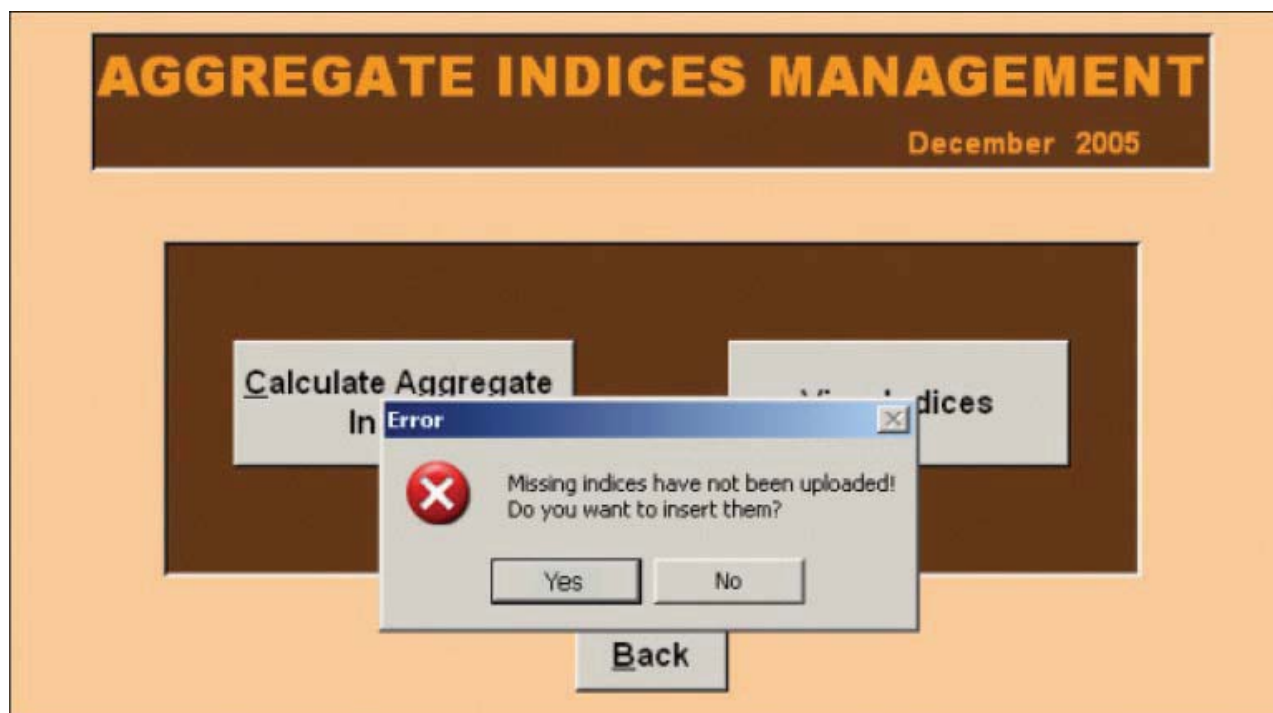 AGGREGATE INDICES MANAGEMENT
December 2005
Calculate Aggregate
In
dices
Error
Missing indices have not been uploaded!
Do you want to insert them?
Yes No
Back